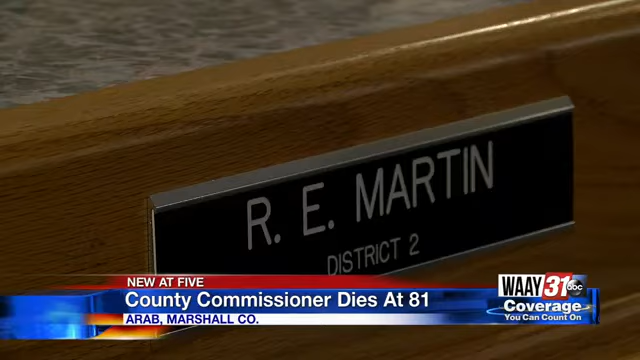 R. E. MARTIN
DISTRICT 2
NEW AT FIVE
County Commissioner Dies At 81
ARAB, MARSHALL CO.
WAAY 31 abc
Coverage
You Can Count On